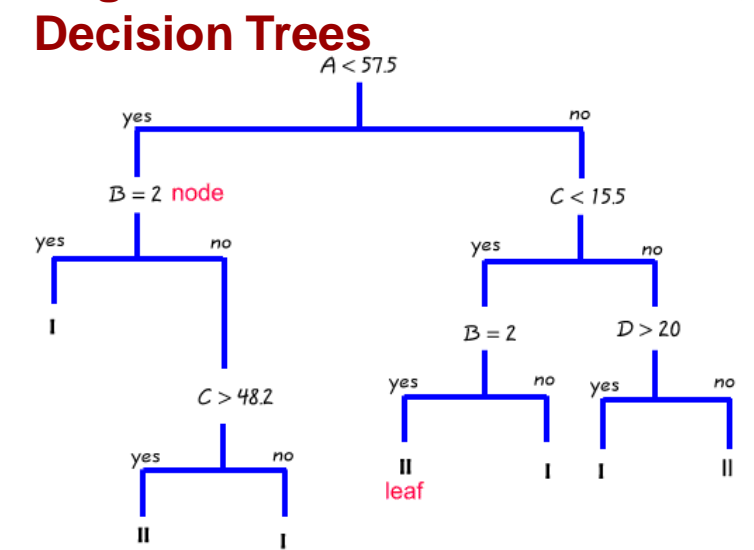 Decision Trees
A < 57.5
yes
no
B = 2 node
C < 15.5
yes
no
yes
no
I
B = 2
D > 20
C > 48.2
yes
no
yes
no
II
I
I
II
leaf
yes
no
II
I